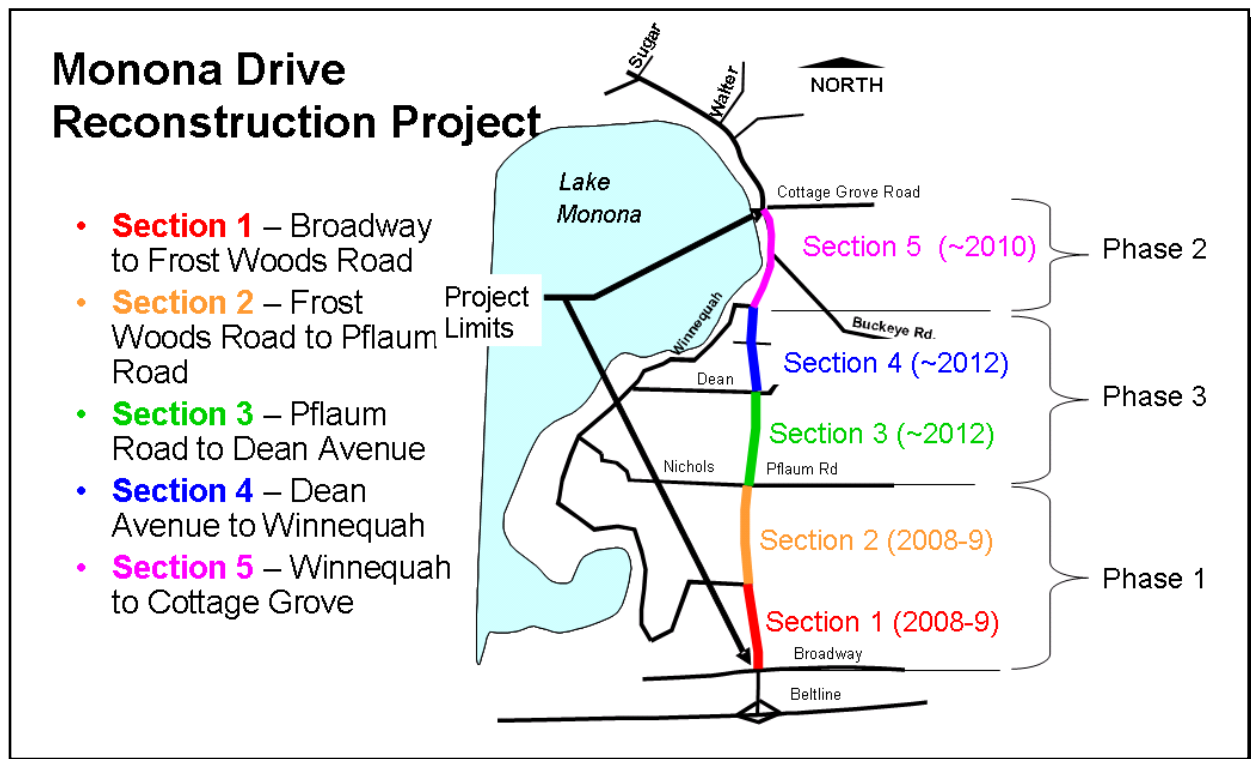 Monona Drive
Reconstruction Project
• Section 1 – Broadway
to Frost Woods Road
• Section 2 – Frost
Woods Road to Pflaum
Road
• Section 3 – Pflaum
Road to Dean Avenue
• Section 4 – Dean
Avenue to Winnequah
• Section 5 – Winnequah
to Cottage Grove
Sugar
Walter
NORTH
Lake
Monona
Cottage Grove Road
Section 5 (~2010)
Phase 2
Project
Limits
Winnequah
Buckeye Rd.
Section 4 (~2012)
Dean
Phase 3
Section 3 (~2012)
Nichols
Pflaum Rd
Section 2 (2008-9)
Phase 1
Section 1 (2008-9)
Broadway
Beltline